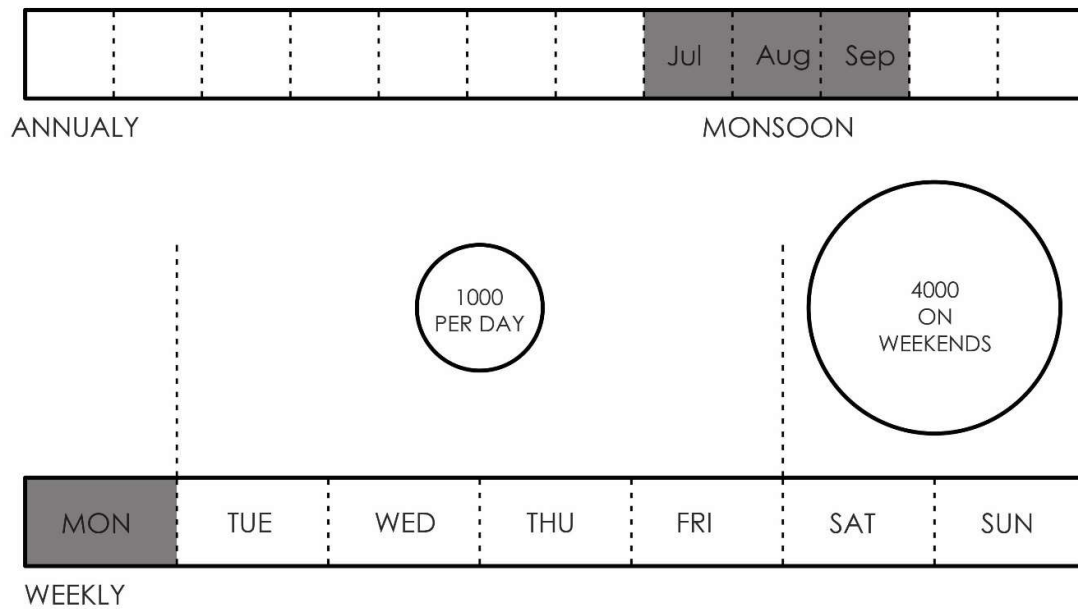 Jul Aug Sep
ANNUALY MONSOON
1000
PER DAY
4000
ON
WEEKENDS
MON TUE WED THU FRI SAT SUN
WEEKLY